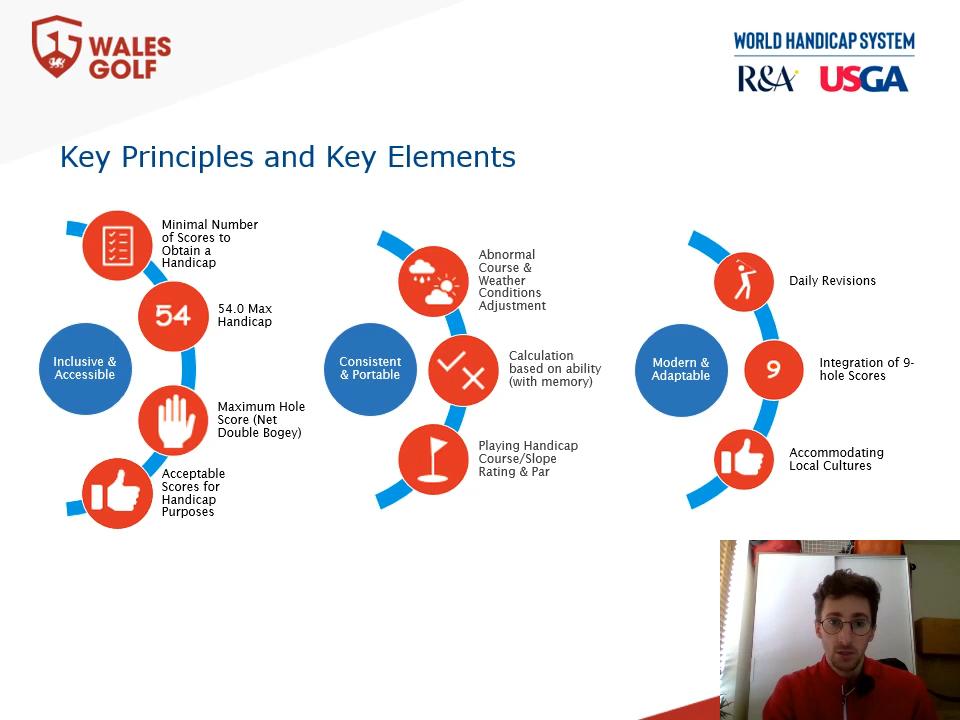 WALES
GOLF
WORLD HANDICAP SYSTEM
R&A USGA
Key Principles and Key Elements
Inclusive &
Accessible
Minimal Number
of Scores to
Obtain a
Handicap
54
54.0 Max
Handicap
Maximum Hole
Score (Net
Double Bogey)
Acceptable
Scores for
Handicap
Purposes
Consistent
& Portable
Abnormal
Course &
Weather
Conditions
Adjustment
Calculation
based on ability
(with memory)
Playing Handicap
Course/Slope
Rating & Par
Modern &
Adaptable
Daily Revisions
9
Integration of 9-
hole Scores
Accommodating
Local Cultures